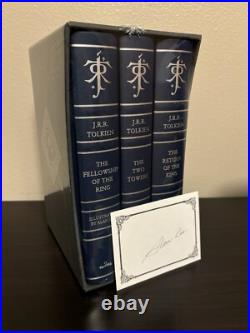 J.R.R.
TOLKIEN
THE
FELLOWSHIP
OF THE
RING
J.R.R.
TOLKIEN
THE
TWO
TOWERS
J.R.R.
TOLKIEN
THE
RETURN
OF THE
KING